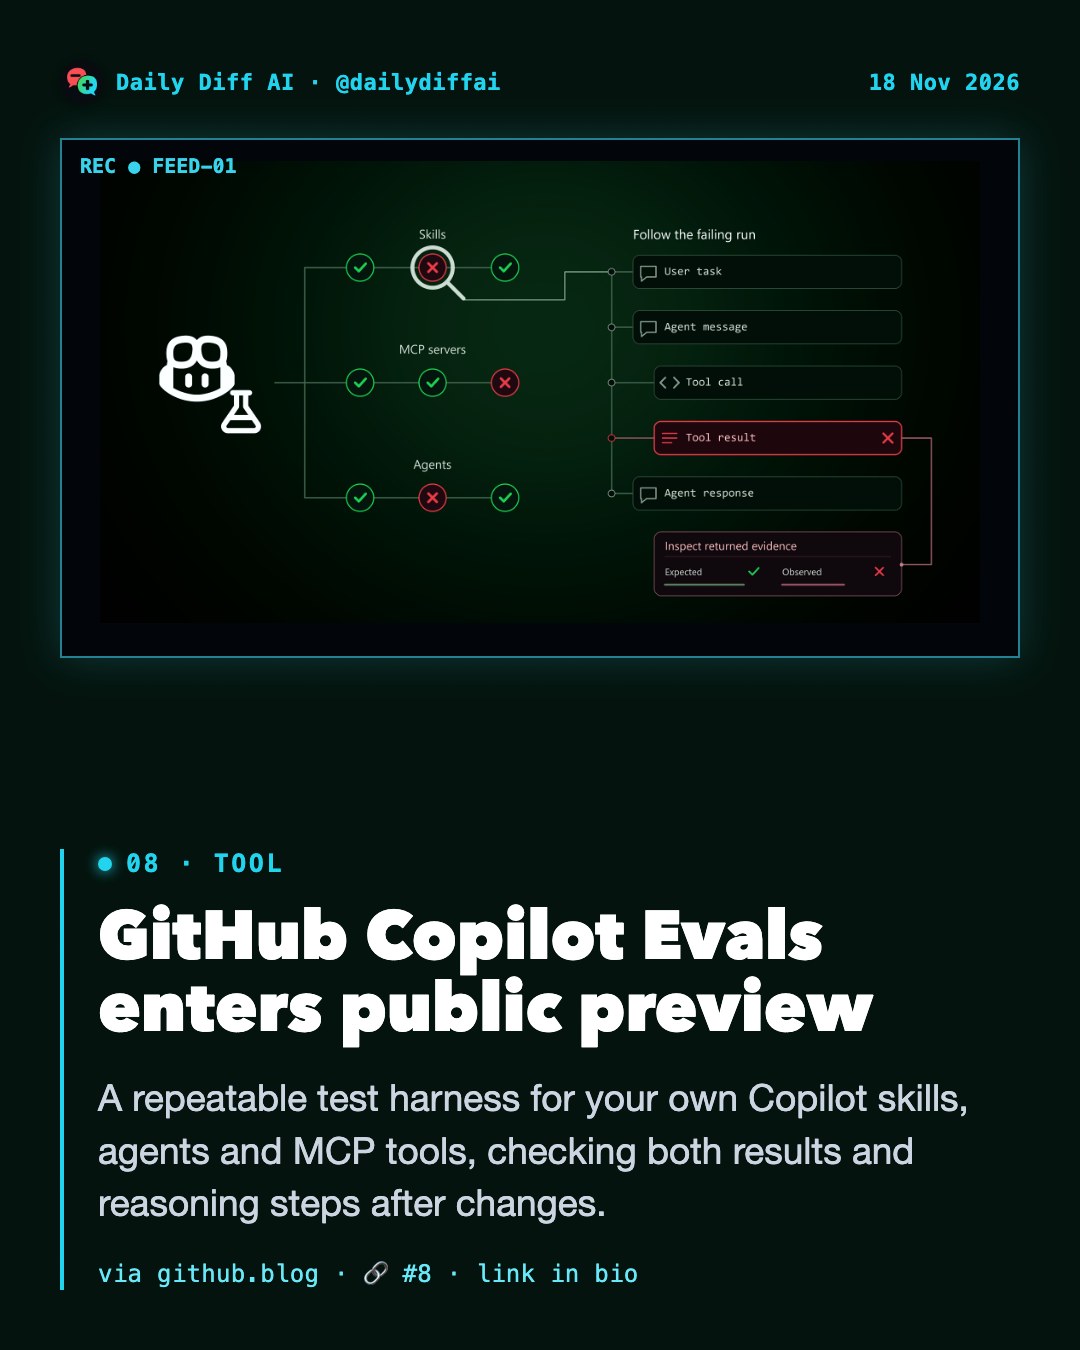 Daily Diff AI · @dailydiffai
18 Nov 2026
REC ● FEED-01
Skills
MCP servers
Agents
Follow the failing run
User task
Agent message
Tool call
Tool result
Agent response
Inspect returned evidence
Expected
Observed
08 · TOOL
GitHub Copilot Evals
enters public preview
A repeatable test harness for your own Copilot skills,
agents and MCP tools, checking both results and
reasoning steps after changes.
via github.blog · 🔗 #8 · link in bio